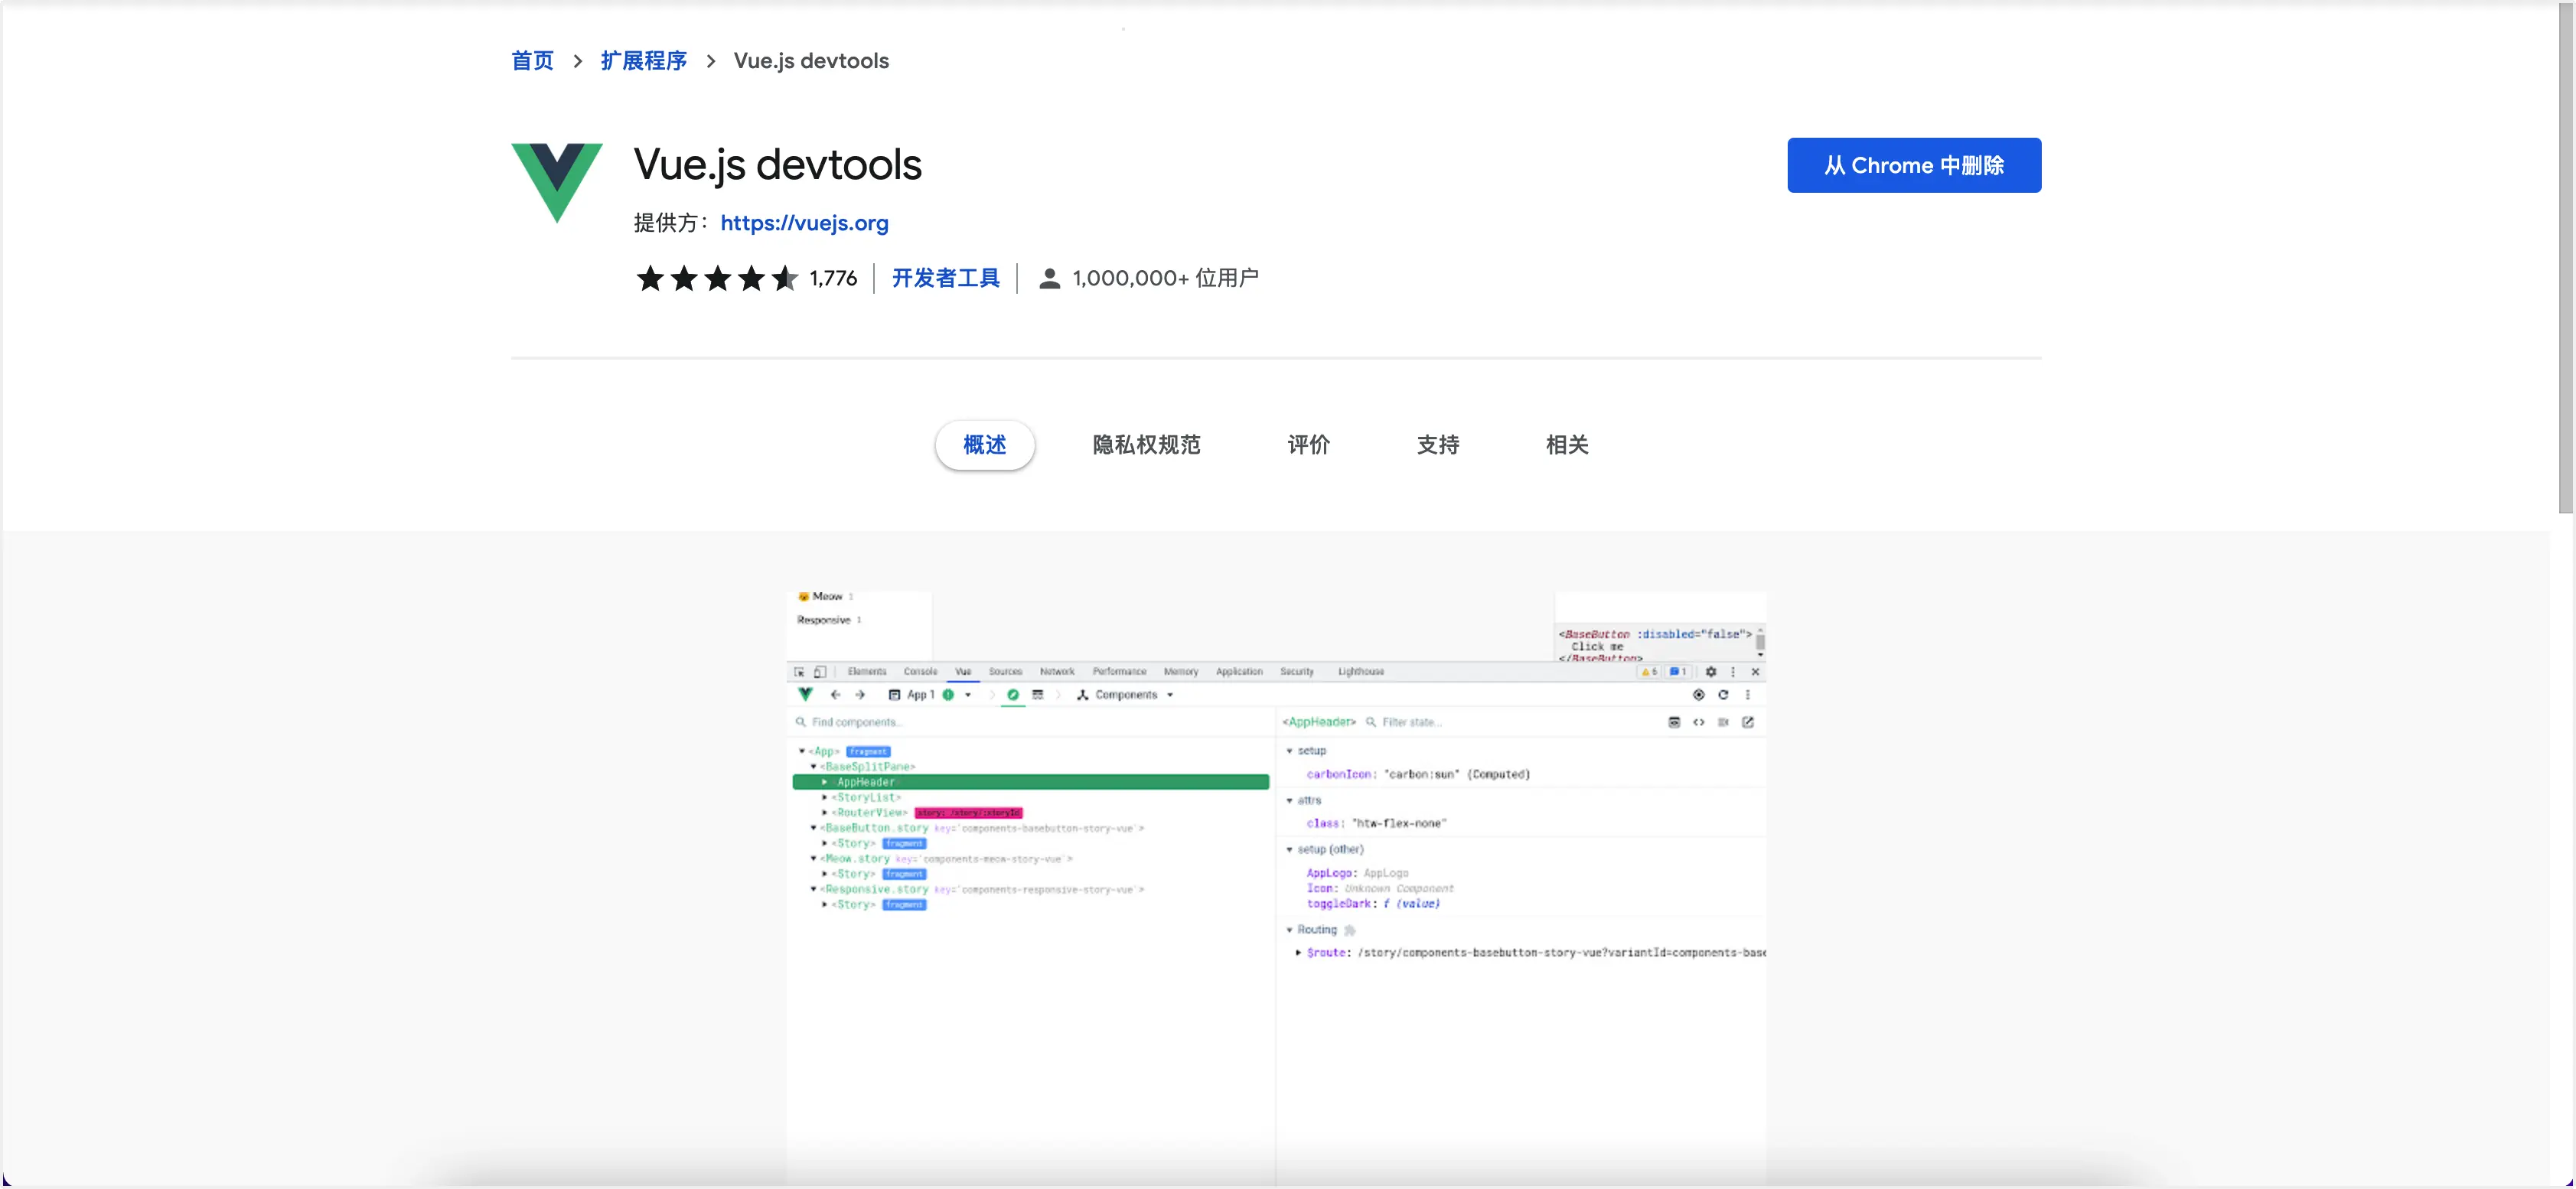 首页 > 扩展程序 > Vue.js devtools
Vue.js devtools
从 Chrome 中删除
提供方： https://vuejs.org
1,776 开发者工具 1,000,000+ 位用户
概述 隐私权规范 评价 支持 相关
Meow 1
Responsive 1
<BaseButton :disabled="false">
Click me
</BaseButton>
Elements Console Vue Sources Network Performance Memory Application Security Lighthouse 6 1
App 1 Components
Find components...
<AppHeader> Filter state...
<App> fragment
<BaseSplitPane>
AppHeader
<StoryList>
<RouterView> story: /story/:storyId
<BaseButton.story key='components-basebutton-story-vue'>
<Story> fragment
<Meow.story key='components-meow-story-vue'>
<Story> fragment
<Responsive.story key='components-responsive-story-vue'>
<Story> fragment
setup
carbonIcon: "carbon:sun" (Computed)
attrs
class: "htw-flex-none"
setup (other)
AppLogo: AppLogo
Icon: Unknown Component
toggleDark: f (value)
Routing
$route: /story/components-basebutton-story-vue?variantId=components-base